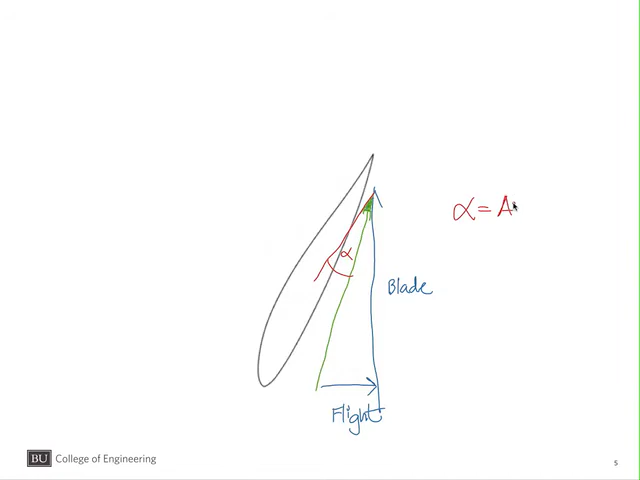 α = A
α
Blade
Flight
BU College of Engineering
5